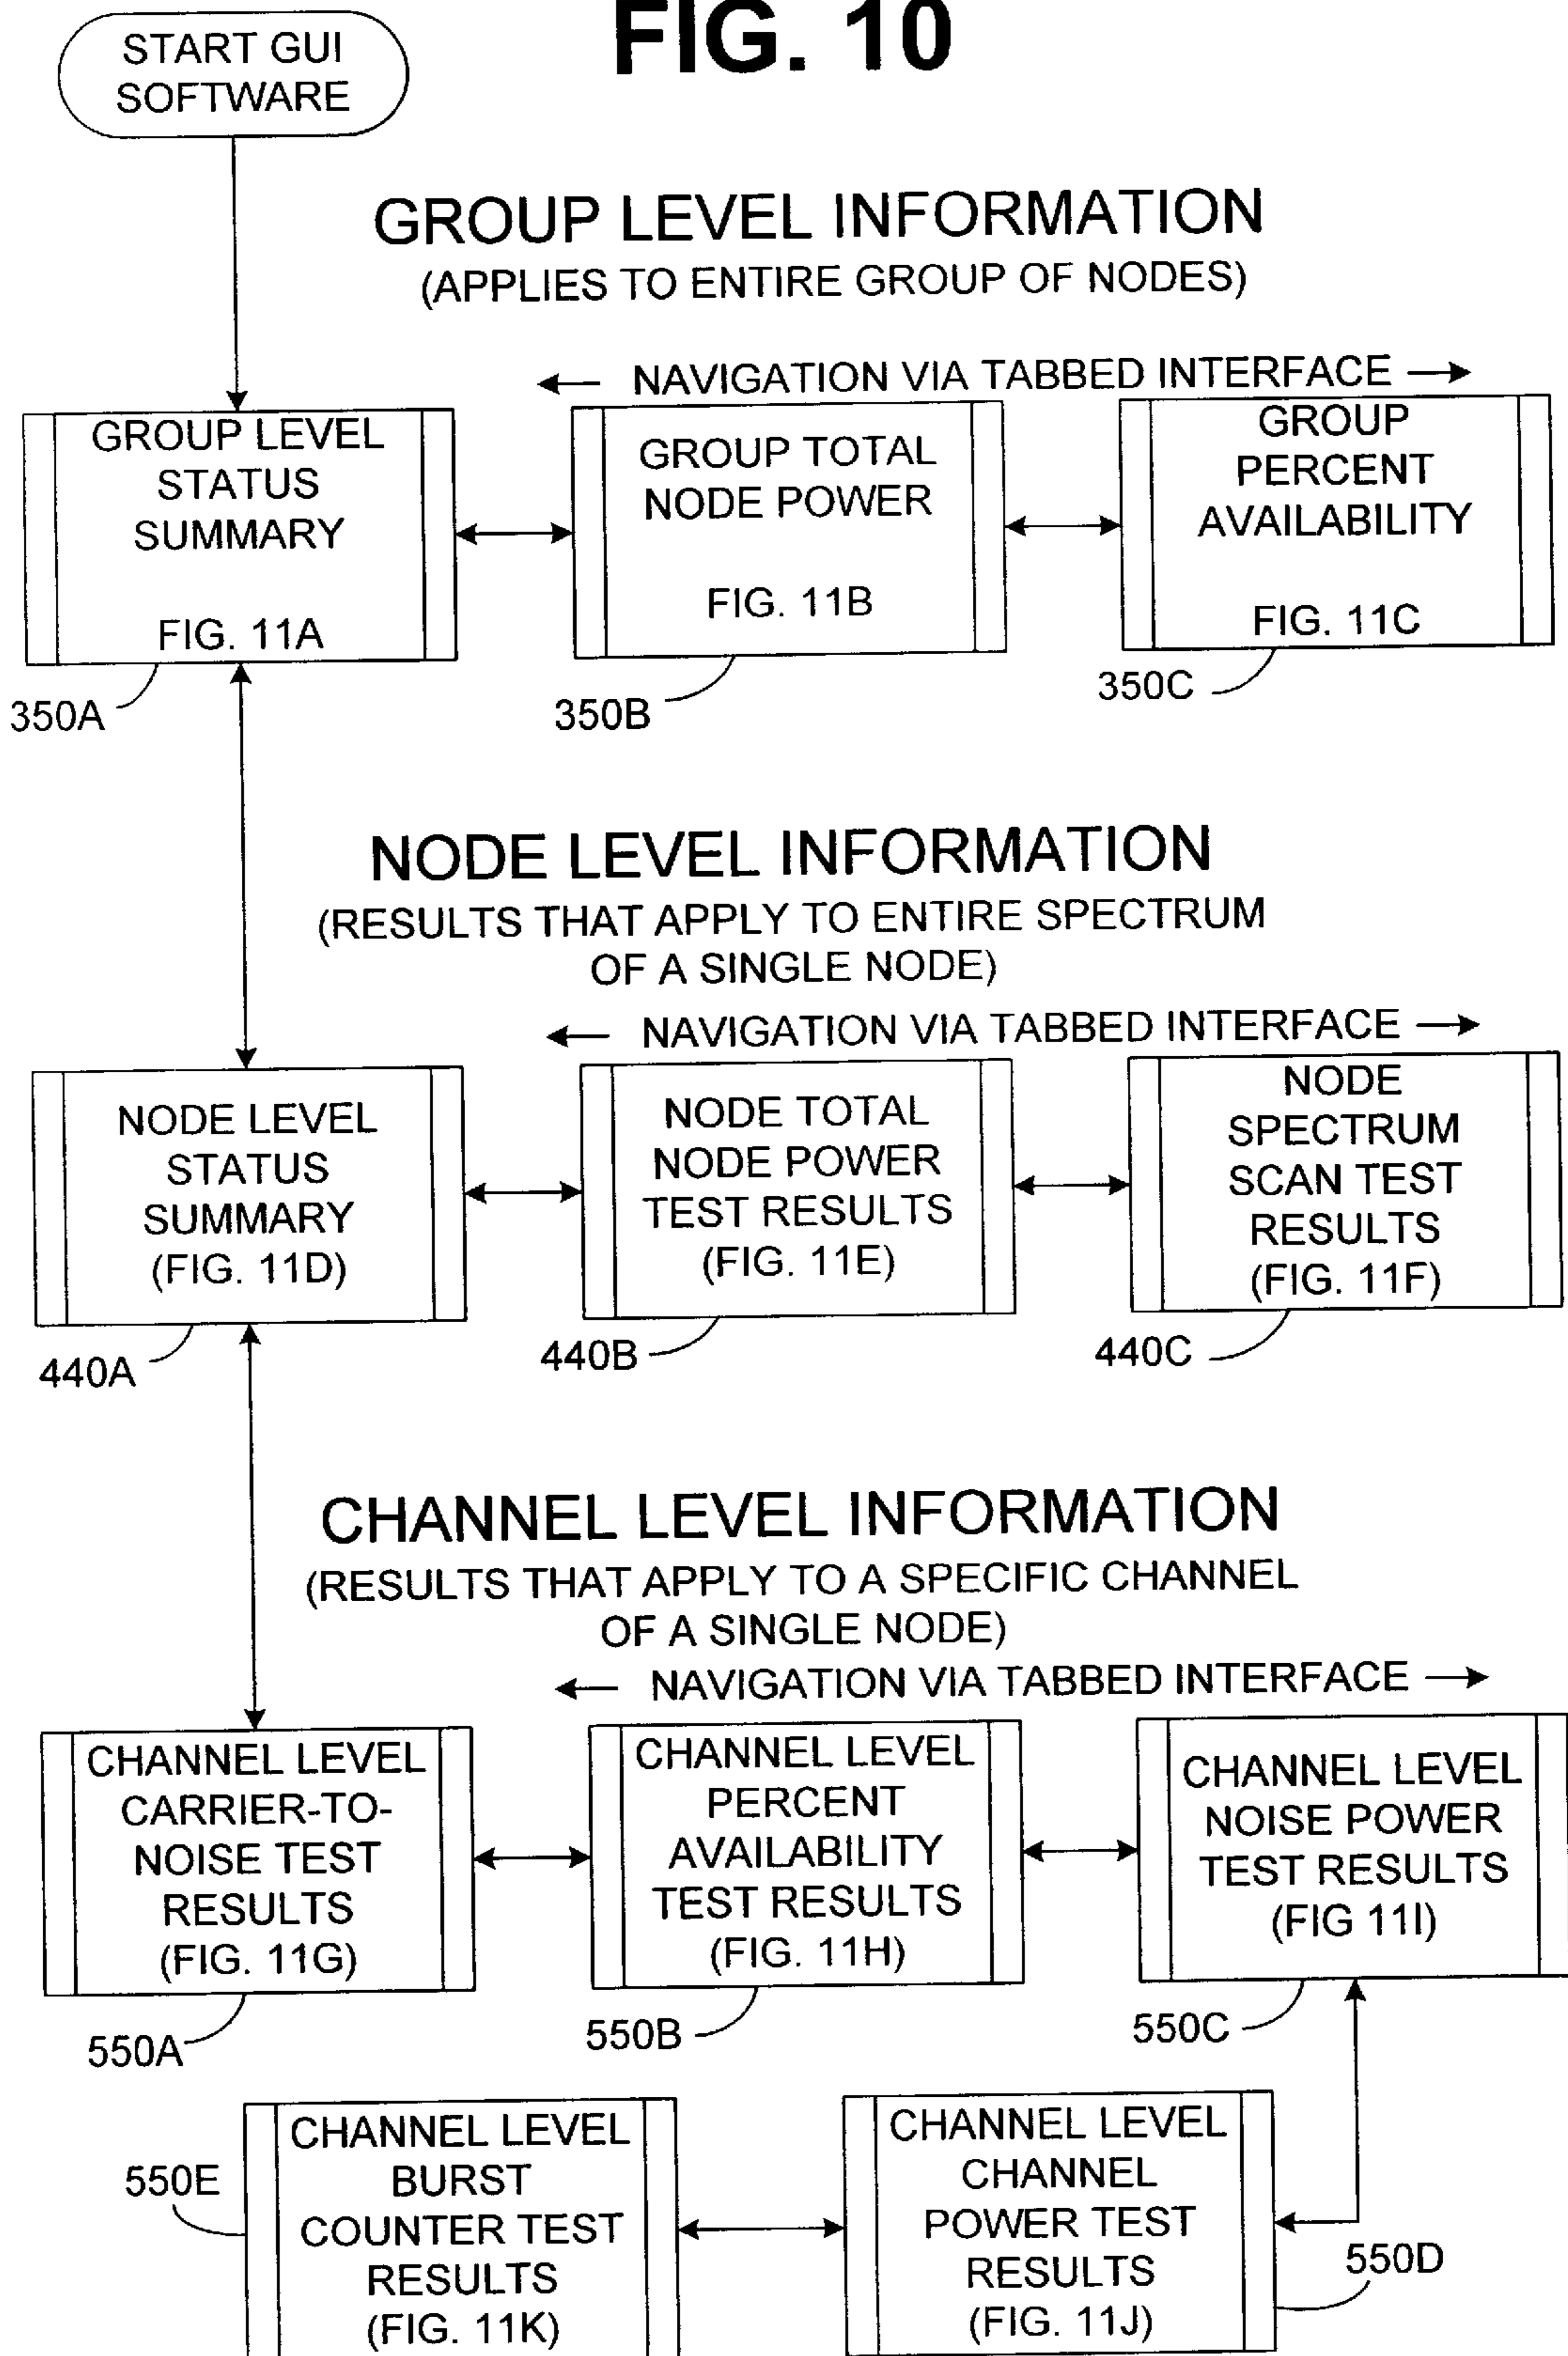 FIG. 10
START GUI
SOFTWARE
GROUP LEVEL INFORMATION
(APPLIES TO ENTIRE GROUP OF NODES)
NAVIGATION VIA TABBED INTERFACE
GROUP LEVEL
STATUS
SUMMARY
FIG. 11A
350A
GROUP TOTAL
NODE POWER
FIG. 11B
350B
GROUP
PERCENT
AVAILABILITY
FIG. 11C
350C
NODE LEVEL INFORMATION
(RESULTS THAT APPLY TO ENTIRE SPECTRUM
OF A SINGLE NODE)
NAVIGATION VIA TABBED INTERFACE
NODE LEVEL
STATUS
SUMMARY
(FIG. 11D)
440A
NODE TOTAL
NODE POWER
TEST RESULTS
(FIG. 11E)
440B
NODE
SPECTRUM
SCAN TEST
RESULTS
(FIG. 11F)
440C
CHANNEL LEVEL INFORMATION
(RESULTS THAT APPLY TO A SPECIFIC CHANNEL
OF A SINGLE NODE)
NAVIGATION VIA TABBED INTERFACE
CHANNEL LEVEL
CARRIER-TO-
NOISE TEST
RESULTS
(FIG. 11G)
550A
CHANNEL LEVEL
PERCENT
AVAILABILITY
TEST RESULTS
(FIG. 11H)
550B
CHANNEL LEVEL
NOISE POWER
TEST RESULTS
(FIG 11I)
550C
550E
CHANNEL LEVEL
BURST
COUNTER TEST
RESULTS
(FIG. 11K)
CHANNEL LEVEL
CHANNEL
POWER TEST
RESULTS
(FIG. 11J)
550D